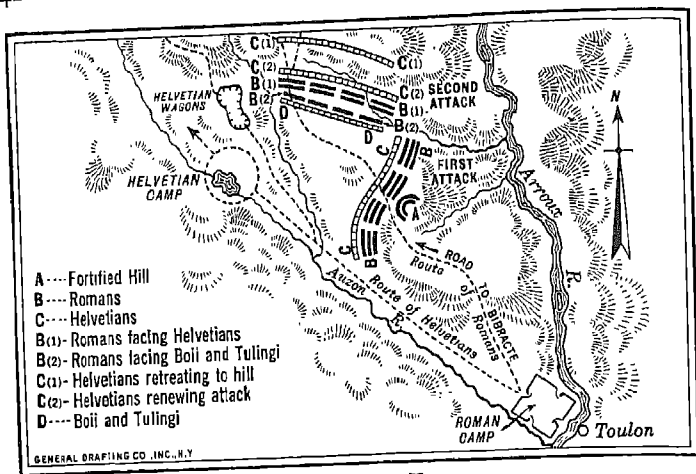 C(1)
C(1)
C(2)
B(1)
B(2)
D
C(2)
B(1)
B(2)
D
SECOND
ATTACK
HELVETIAN
WAGONS
N
C
B
FIRST
ATTACK
HELVETIAN
CAMP
A
Arroux
R.
C
B
ROAD
TO BIBRACTE
Route
of
Romans
Auzon
R.
Route of Helvetians
A----Fortified Hill
B----Romans
C----Helvetians
B(1)-Romans facing Helvetians
B(2)-Romans facing Boii and Tulingi
C(1)-Helvetians retreating to hill
C(2)-Helvetians renewing attack
D----Boii and Tulingi
ROMAN
CAMP
Toulon
GENERAL DRAFTING CO.,INC.,N.Y